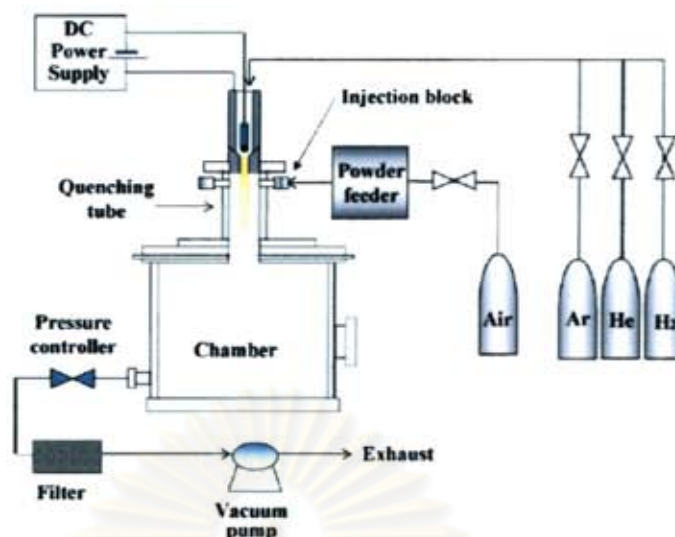 DC
Power
Supply
Injection block
Powder
feeder
Quenching
tube
Air
Ar
He
H2
Pressure
controller
Chamber
Filter
Vacuum
pump
Exhaust